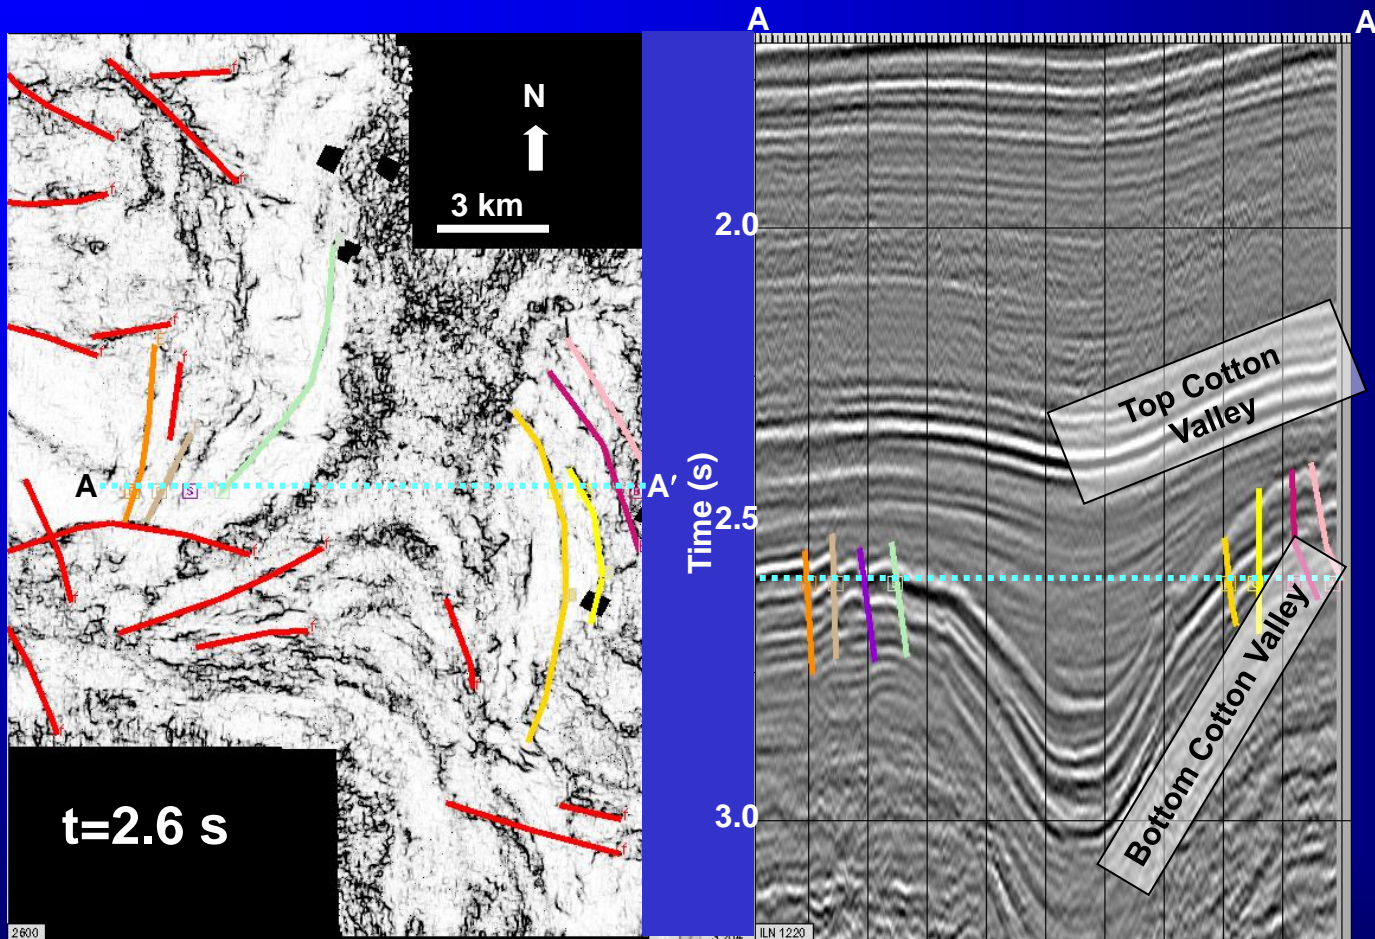 A
A
N
3 km
2.0
Top Cotton
Valley
A
A'
Time (s)
2.5
Bottom Cotton Valley
t=2.6 s
3.0
2600
ILN 1220